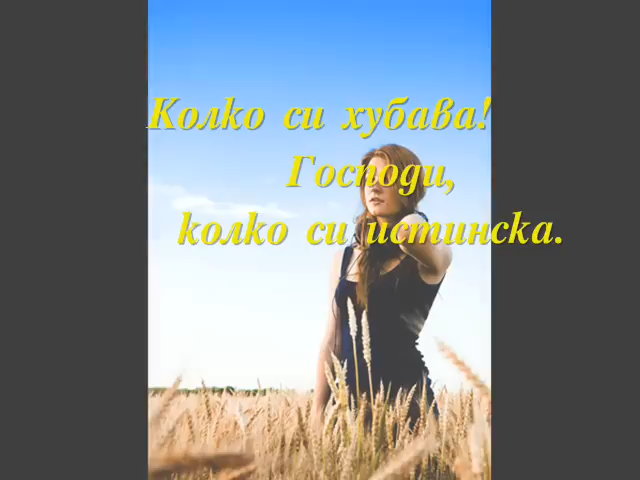 Колко си хубава!
Господи,
колко си истинска.